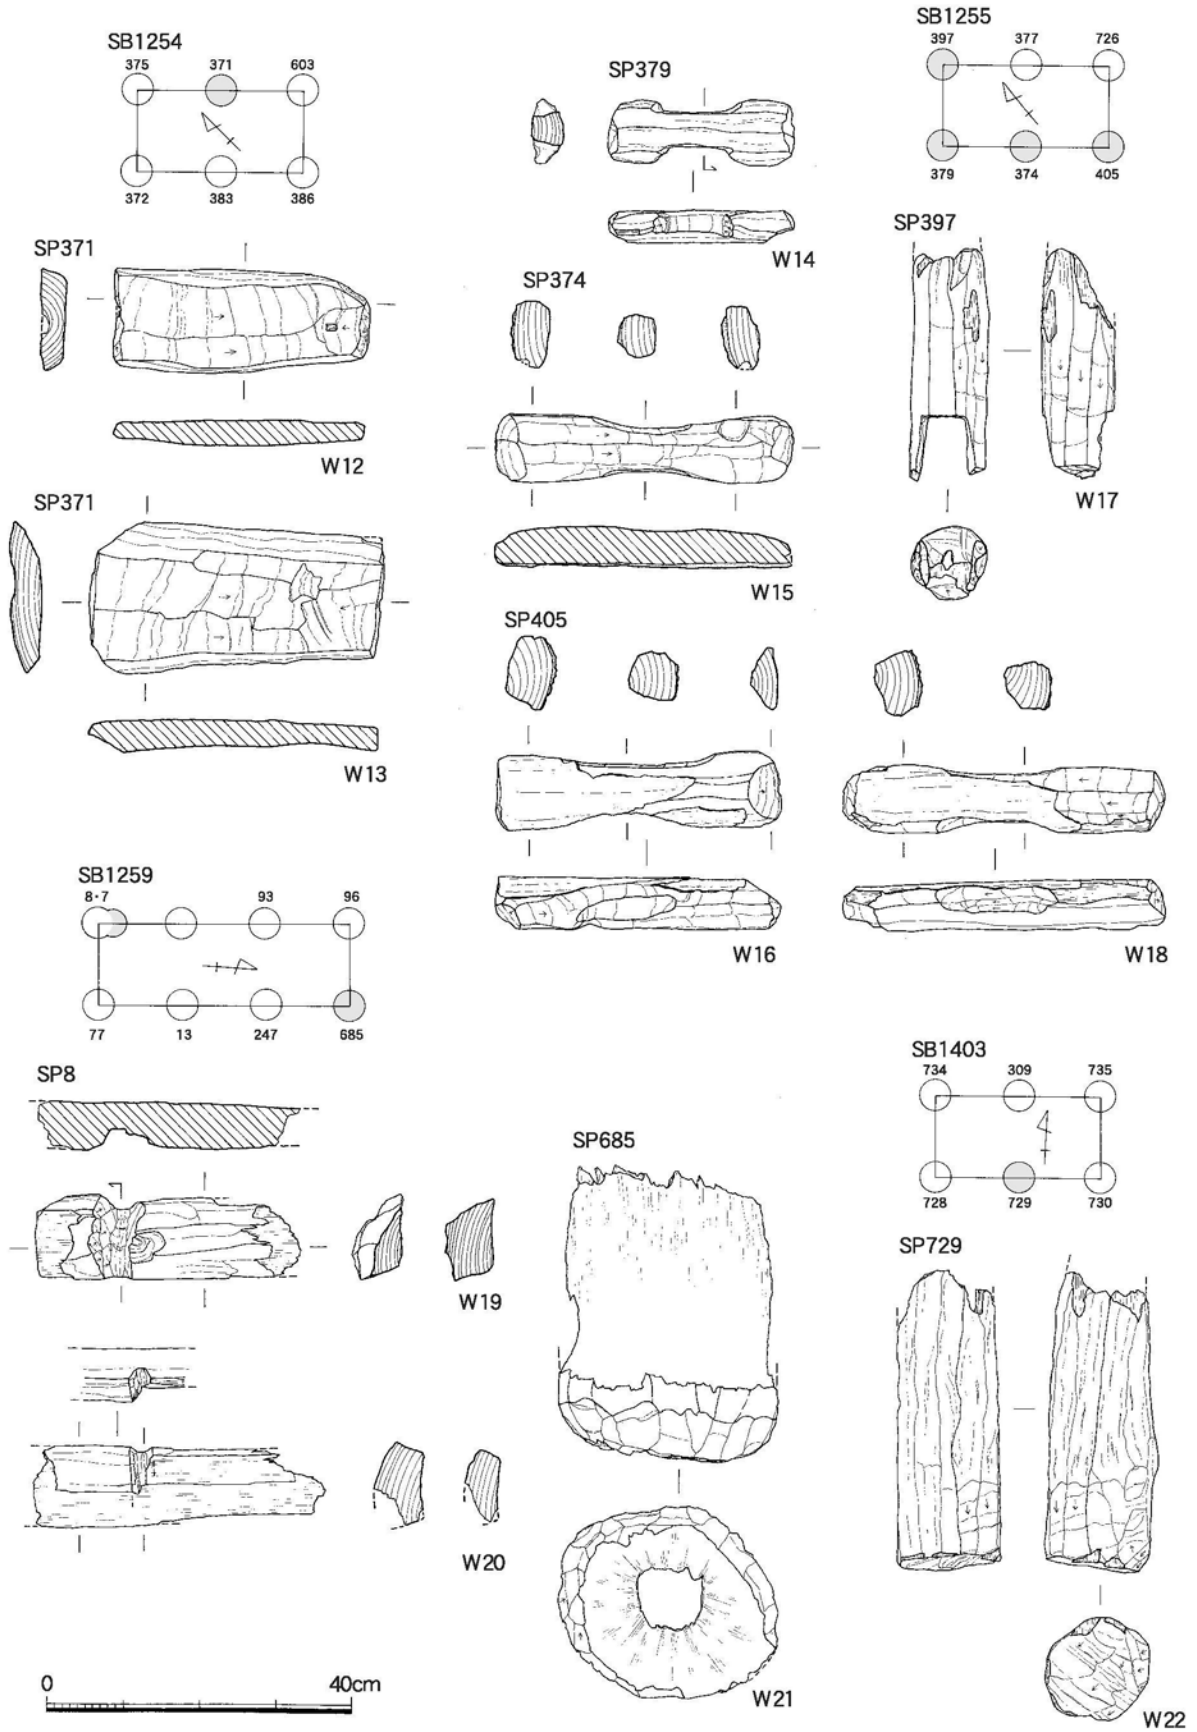 SB1254
375 371 603
372 383 386
SP371
W12
SP371
W13
SP379
W14
SP374
W15
SP405
W16
W18
SB1255
397 377 726
379 374 405
SP397
W17
SB1259
8・7 93 96
77 13 247 685
SP8
W19
W20
SP685
W21
SB1403
734 309 735
728 729 730
SP729
W22
0 40cm